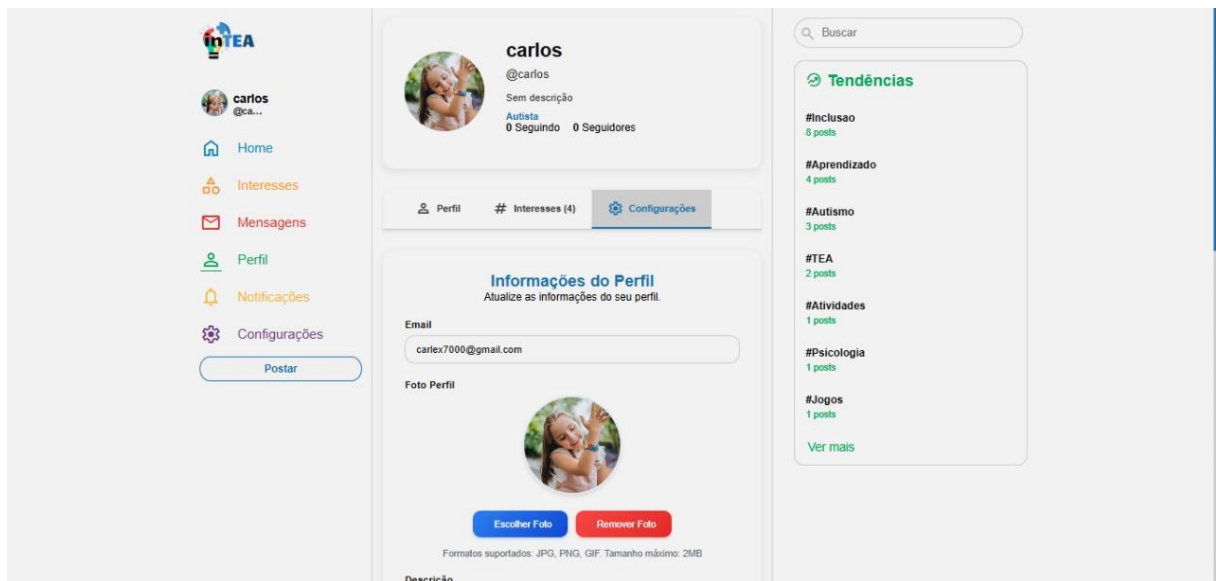 inTEA
carlos
@ca...
Home
Interesses
Mensagens
Perfil
Notificações
Configurações
Postar
carlos
@carlos
Sem descrição
Autista
0 Seguindo 0 Seguidores
Perfil
# Interesses (4)
Configurações
Informações do Perfil
Atualize as informações do seu perfil.
Email
carlex7000@gmail.com
Foto Perfil
Escolher Foto
Remover Foto
Formatos suportados: JPG, PNG, GIF. Tamanho máximo: 2MB
Descrição
Buscar
Tendências
#Inclusao
8 posts
#Aprendizado
4 posts
#Autismo
3 posts
#TEA
2 posts
#Atividades
1 posts
#Psicologia
1 posts
#Jogos
1 posts
Ver mais